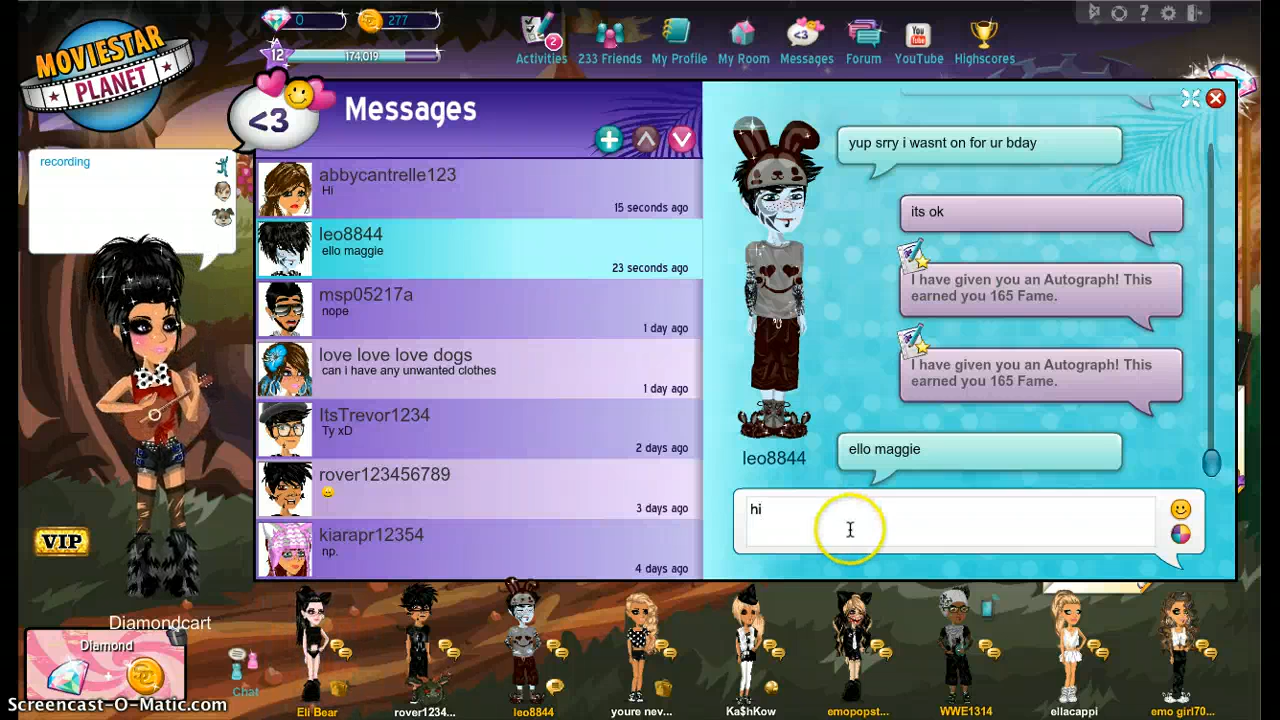 MOVIESTAR
PLANET
0
277
12
174,019
Activities
2
233 Friends
My Profile
My Room
<3
Messages
Forum
You
Tube
YouTube
Highscores
recording
<3
Messages
abbycantrelle123
Hi
15 seconds ago
leo8844
ello maggie
23 seconds ago
msp05217a
nope
1 day ago
love love love dogs
can i have any unwanted clothes
1 day ago
ItsTrevor1234
Ty xD
2 days ago
rover123456789
3 days ago
kiarapr12354
np.
4 days ago
yup srry i wasnt on for ur bday
its ok
I have given you an Autograph! This
earned you 165 Fame.
I have given you an Autograph! This
earned you 165 Fame.
ello maggie
leo8844
hi
VIP
Diamondcart
Diamond
Chat
Eli Bear
rover1234...
leo8844
youre nev...
Ka$hKow
emopopst...
WWE1314
ellacappi
emo girl70...
Screencast-O-Matic.com